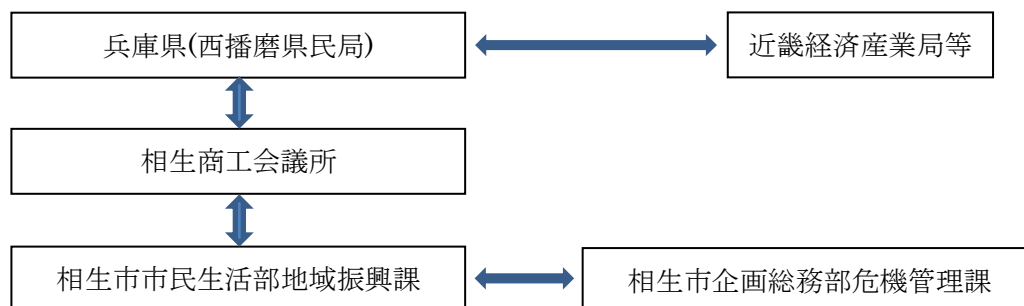 兵庫県(西播磨県民局)
近畿経済産業局等
相生商工会議所
相生市市民生活部地域振興課
相生市企画総務部危機管理課